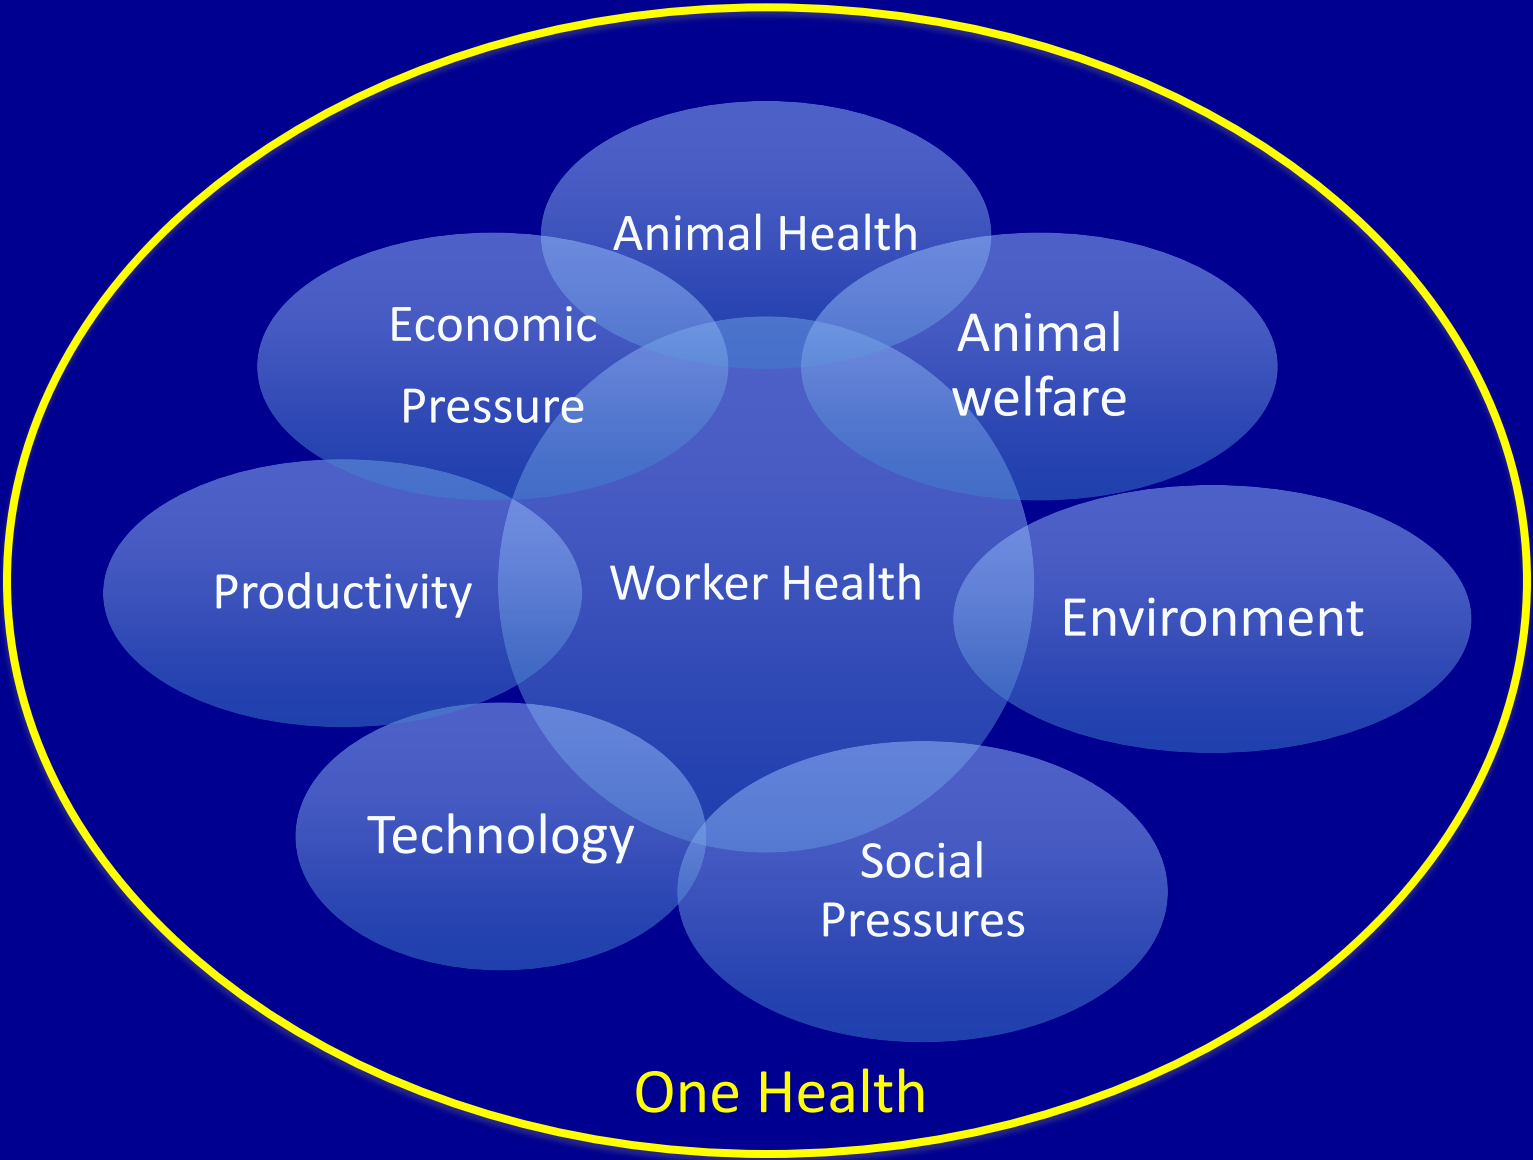 Animal Health
Economic
Pressure
Animal
welfare
Productivity
Worker Health
Environment
Technology
Social
Pressures
One Health